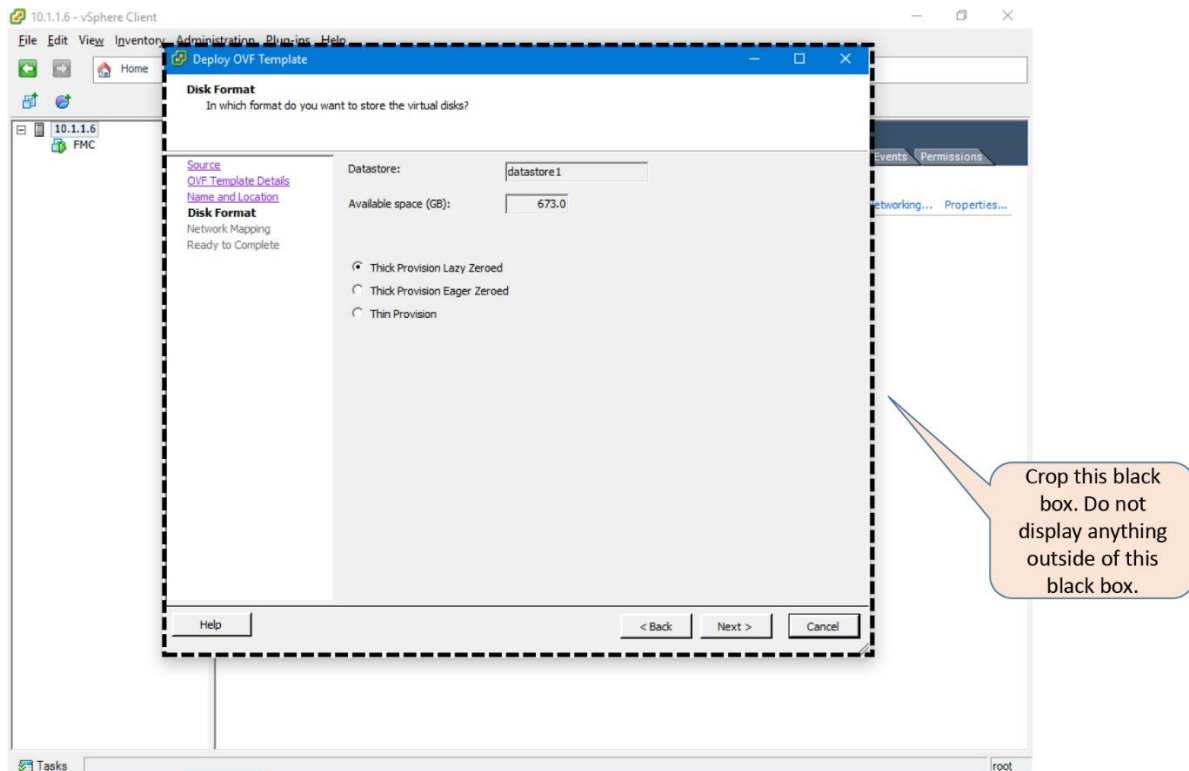 10.1.1.6 - vSphere Client
File Edit View Inventory Administration Plug-ins Help
Home
10.1.1.6
FMC
Deploy OVF Template
Disk Format
In which format do you want to store the virtual disks?
Source
OVF Template Details
Name and Location
Disk Format
Network Mapping
Ready to Complete
Datastore: datastore1
Available space (GB): 673.0
Thick Provision Lazy Zeroed
Thick Provision Eager Zeroed
Thin Provision
Help < Back Next > Cancel
Events Permissions
etworking... Properties...
Crop this black
box. Do not
display anything
outside of this
black box.
Tasks root